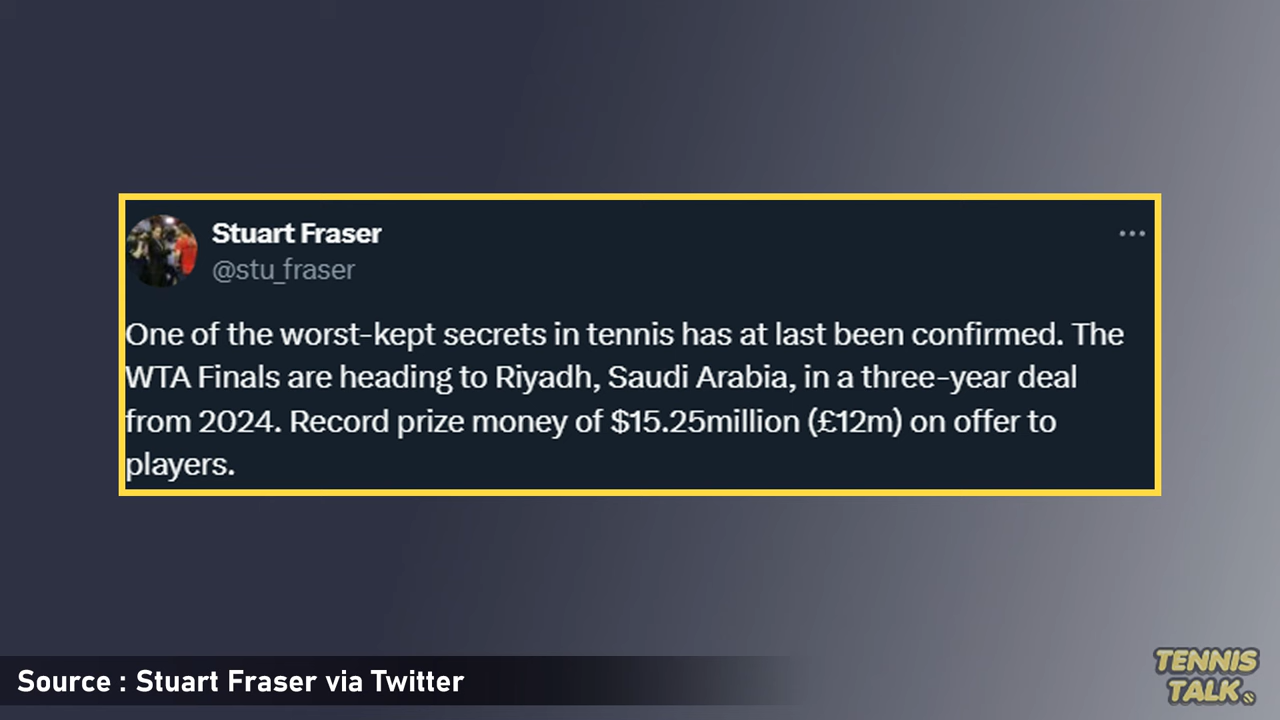 Stuart Fraser
@stu_fraser
One of the worst-kept secrets in tennis has at last been confirmed. The
WTA Finals are heading to Riyadh, Saudi Arabia, in a three-year deal
from 2024. Record prize money of $15.25million (£12m) on offer to
players.
Source : Stuart Fraser via Twitter
TENNIS
TALK